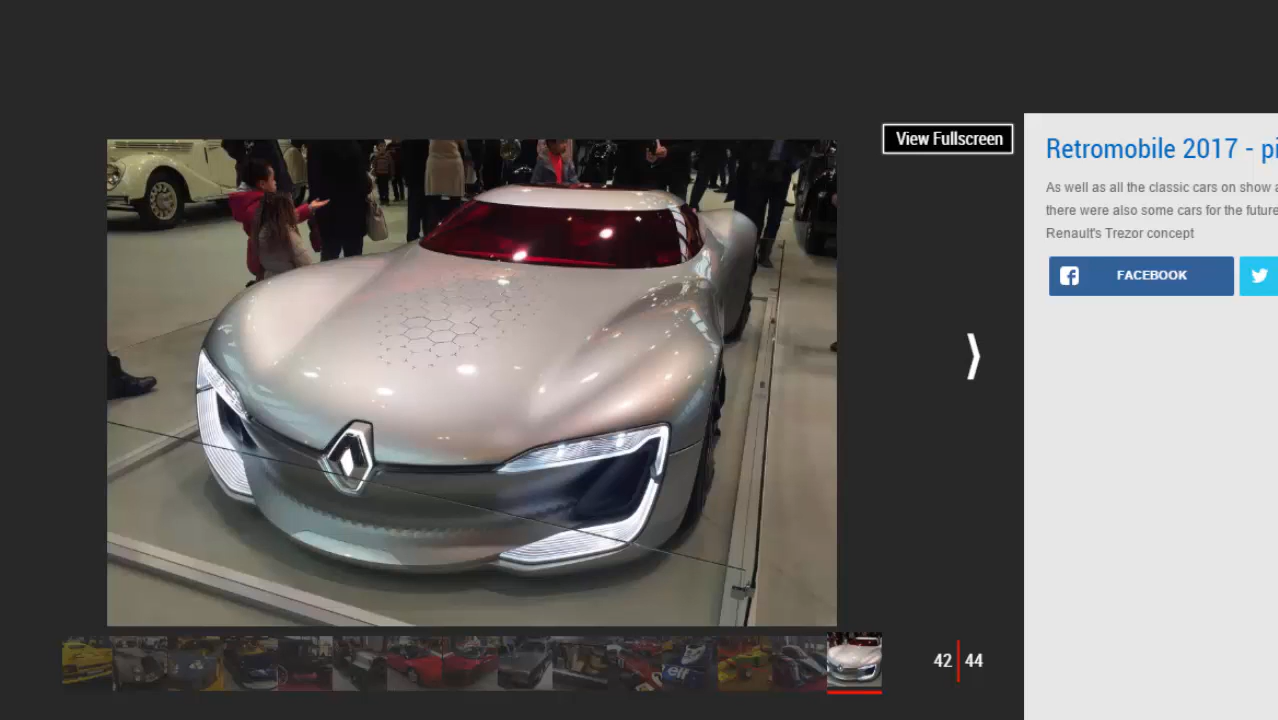 View Fullscreen
Retromobile 2017 - pi
As well as all the classic cars on show a
there were also some cars for the future
Renault's Trezor concept
FACEBOOK
elf
42 44